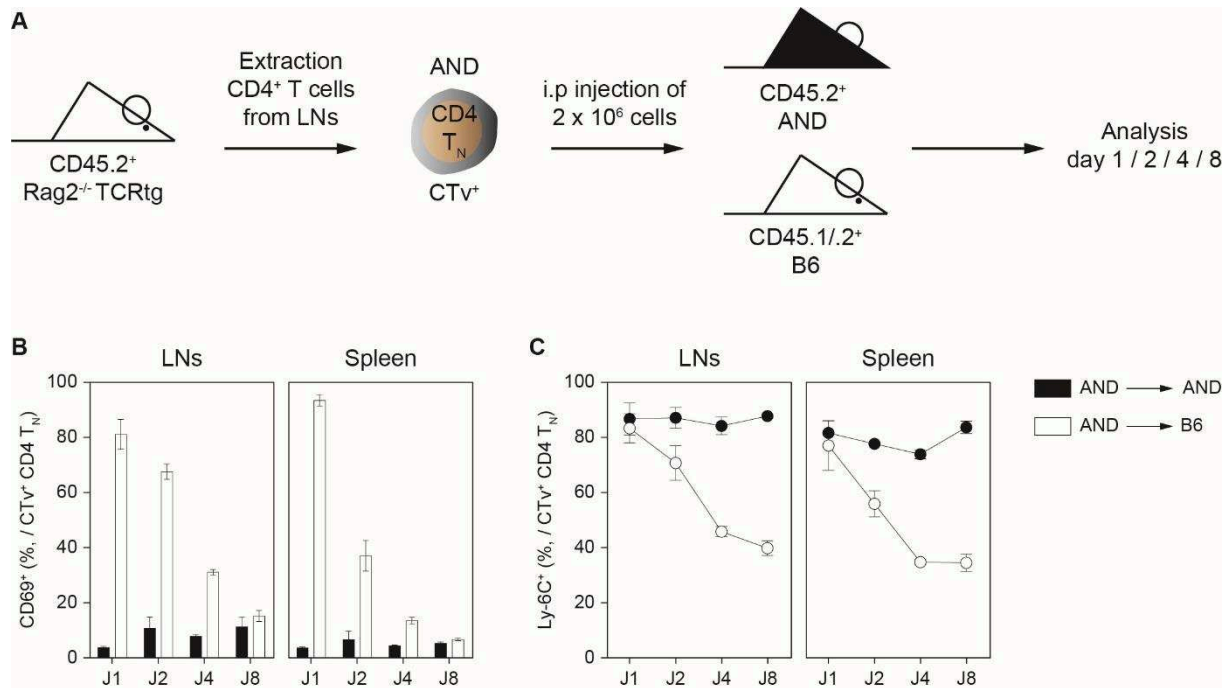 A
CD45.2⁺
Rag2⁻/⁻ TCRtg
Extraction
CD4⁺ T cells
from LNs
AND
CD4
T_N
CTv⁺
i.p injection of
2 x 10⁶ cells
CD45.2⁺
AND
CD45.1/.2⁺
B6
Analysis
day 1 / 2 / 4 / 8
B
LNs
Spleen
CD69⁺ (%, / CTv⁺ CD4 T_N)
100
80
60
40
20
0
J1 J2 J4 J8
J1 J2 J4 J8
C
LNs
Spleen
Ly-6C⁺ (%, / CTv⁺ CD4 T_N)
100
80
60
40
20
0
J1 J2 J4 J8
J1 J2 J4 J8
AND → AND
AND → B6